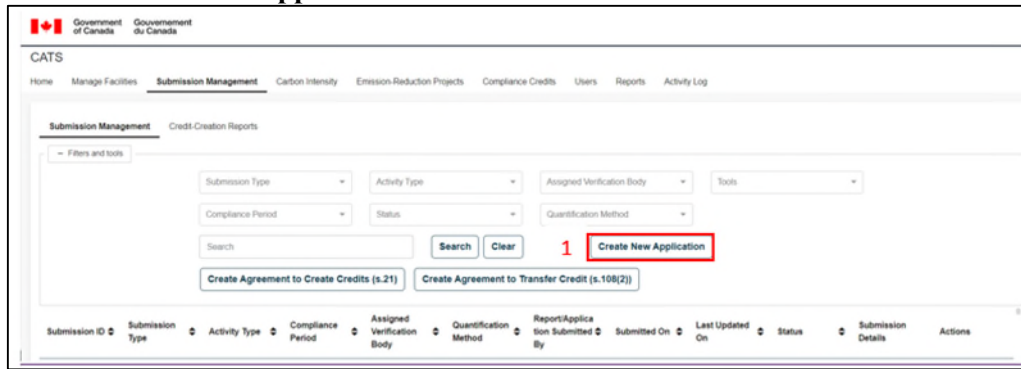 Government Gouvernement
of Canada du Canada
CATS
Home Manage Facilities Submission Management Carbon Intensity Emission-Reduction Projects Compliance Credits Users Reports Activity Log
Submission Management Credit-Creation Reports
− Filters and tools
Submission Type Activity Type Assigned Verification Body Tools
Compliance Period Status Quantification Method
Search Search Clear 1 Create New Application
Create Agreement to Create Credits (s.21) Create Agreement to Transfer Credit (s.108(2))
Submission ID Submission Type Activity Type Compliance Period Assigned Verification Body Quantification Method Report/Applica tion Submitted By Submitted On Last Updated On Status Submission Details Actions